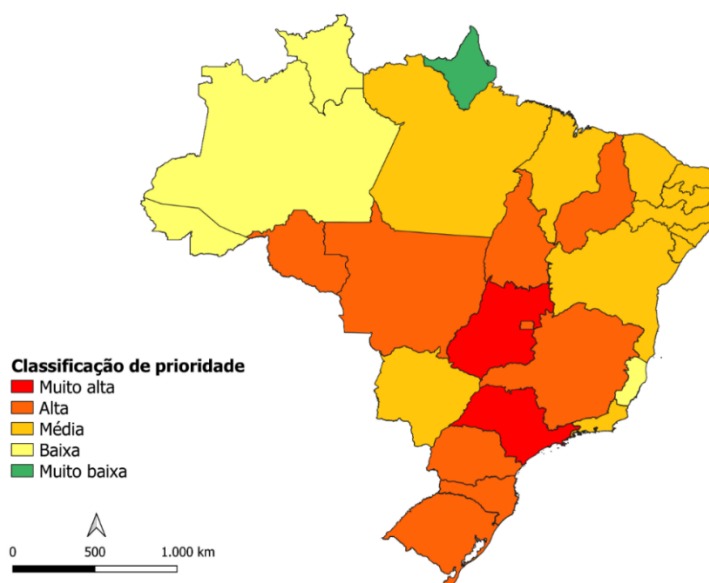 Classificação de prioridade
Muito alta
Alta
Média
Baixa
Muito baixa
0 500 1.000 km